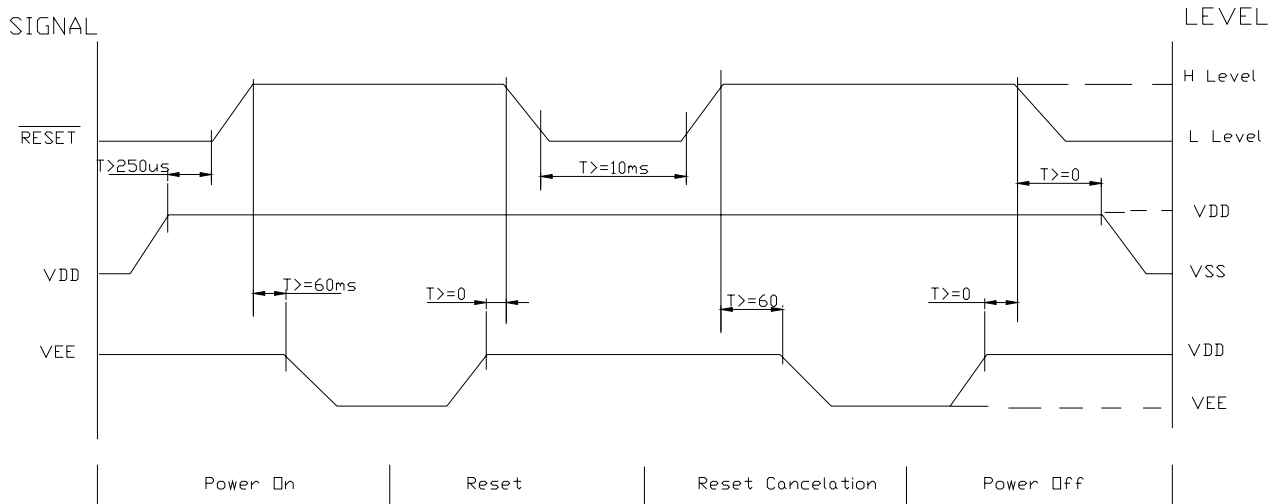 SIGNAL
LEVEL
H Level
RESET
L Level
T>250us
T>=10ms
T>=0
VDD
VDD
VSS
T>=60ms
T>=0
T>=60
T>=0
VEE
VDD
VEE
Power On
Reset
Reset Cancelation
Power Off